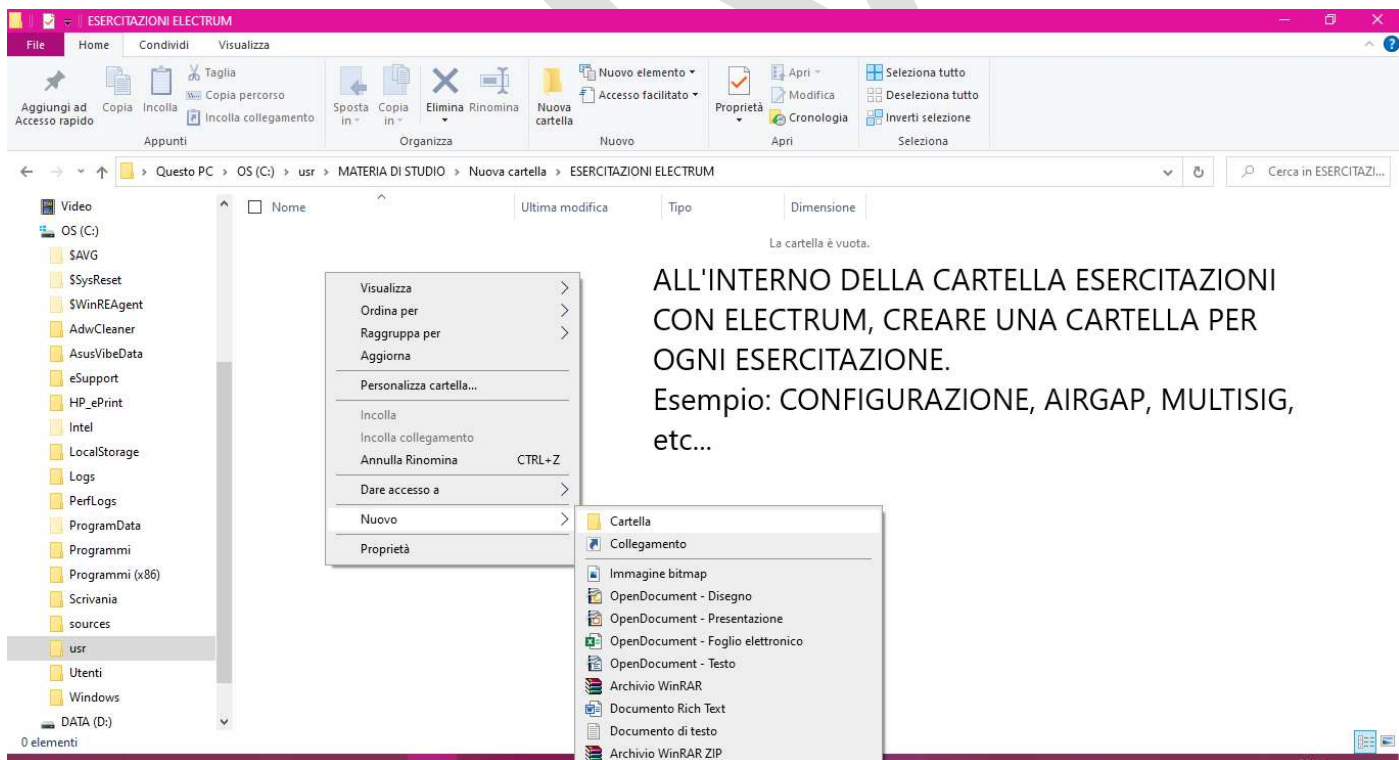 ESERCITAZIONI ELECTRUM
File Home Condividi Visualizza
Aggiungi ad Accesso rapido
Copia
Incolla
Taglia
Copia percorso
Incolla collegamento
Appunti
Sposta in
Copia in
Elimina
Rinomina
Organizza
Nuova cartella
Nuovo elemento
Accesso facilitato
Nuovo
Proprietà
Apri
Modifica
Cronologia
Apri
Seleziona tutto
Deseleziona tutto
Inverti selezione
Seleziona
Questo PC > OS (C:) > usr > MATERIA DI STUDIO > Nuova cartella > ESERCITAZIONI ELECTRUM
Cerca in ESERCITAZI...
Nome Ultima modifica Tipo Dimensione
La cartella è vuota.
Video
OS (C:)
$AVG
$SysReset
$WinREAgent
AdwCleaner
AsusVibeData
eSupport
HP_ePrint
Intel
LocalStorage
Logs
PerfLogs
ProgramData
Programmi
Programmi (x86)
Scrivania
sources
usr
Utenti
Windows
DATA (D:)
0 elementi
Visualizza
Ordina per
Raggruppa per
Aggiorna
Personalizza cartella...
Incolla
Incolla collegamento
Annulla Rinomina CTRL+Z
Dare accesso a
Nuovo
Proprietà
Cartella
Collegamento
Immagine bitmap
OpenDocument - Disegno
OpenDocument - Presentazione
OpenDocument - Foglio elettronico
OpenDocument - Testo
Archivio WinRAR
Documento Rich Text
Documento di testo
Archivio WinRAR ZIP
ALL'INTERNO DELLA CARTELLA ESERCITAZIONI
CON ELECTRUM, CREARE UNA CARTELLA PER
OGNI ESERCITAZIONE.
Esempio: CONFIGURAZIONE, AIRGAP, MULTISIG,
etc...